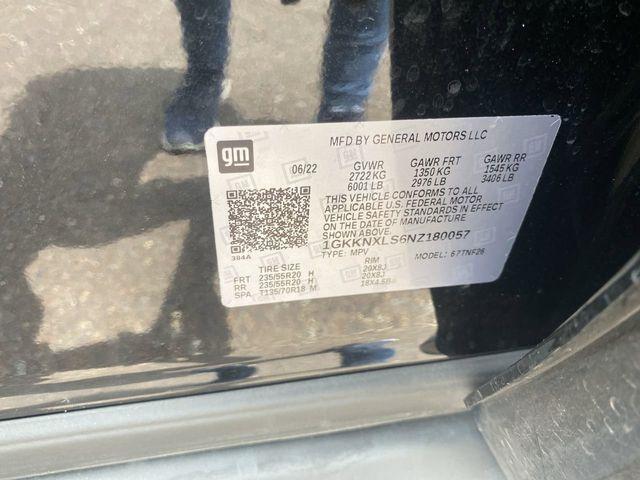 MFD BY GENERAL MOTORS LLC
gm
06/22
GVWR GAWR FRT GAWR RR
2722 KG 1350 KG 1545 KG
6001 LB 2976 LB 3406 LB
THIS VEHICLE CONFORMS TO ALL
APPLICABLE U.S. FEDERAL MOTOR
VEHICLE SAFETY STANDARDS IN EFFECT
ON THE DATE OF MANUFACTURE
SHOWN ABOVE.
1GKKNXLS6NZ180057
TYPE: MPV MODEL: 67TNF26
384A
TIRE SIZE RIM
FRT 235/55R20 H 20X8J
RR 235/55R20 H 20X8J
SPA T135/70R18 M 18X4.5B